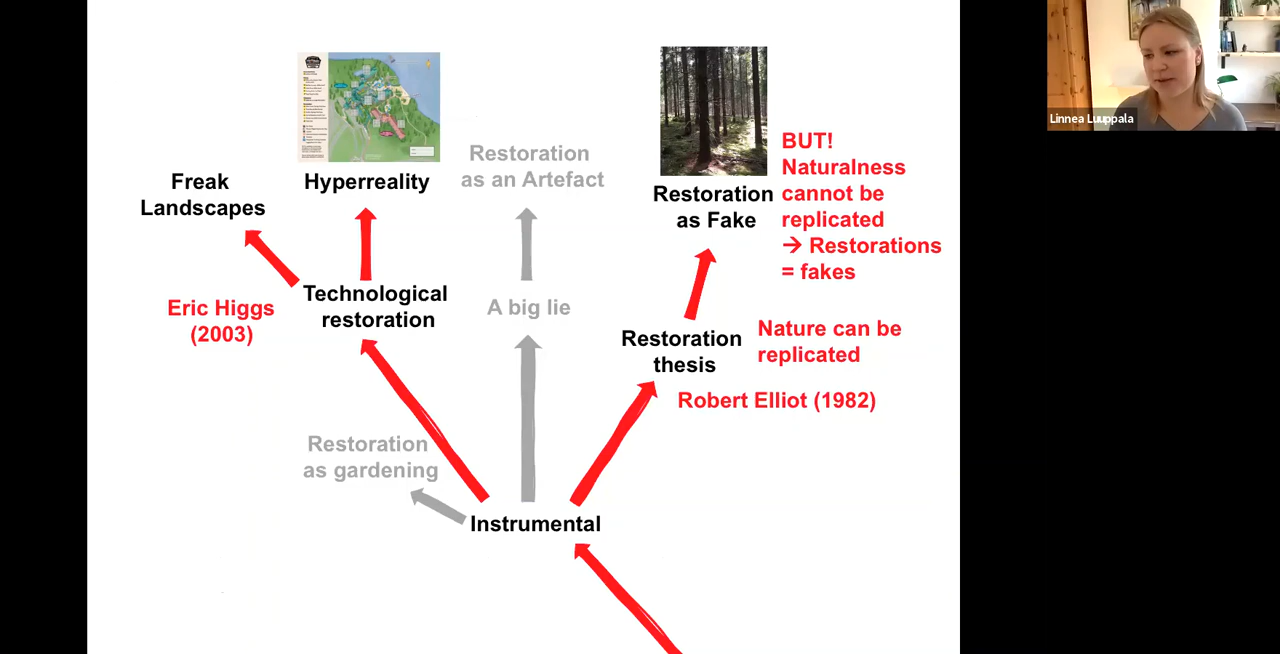 Freak
Landscapes
Hyperreality
Restoration
as an Artefact
Restoration
as Fake
BUT!
Naturalness
cannot be
replicated
→ Restorations
= fakes
Eric Higgs
(2003)
Technological
restoration
A big lie
Restoration
thesis
Nature can be
replicated
Robert Elliot (1982)
Restoration
as gardening
Instrumental
Linnea Luuppala